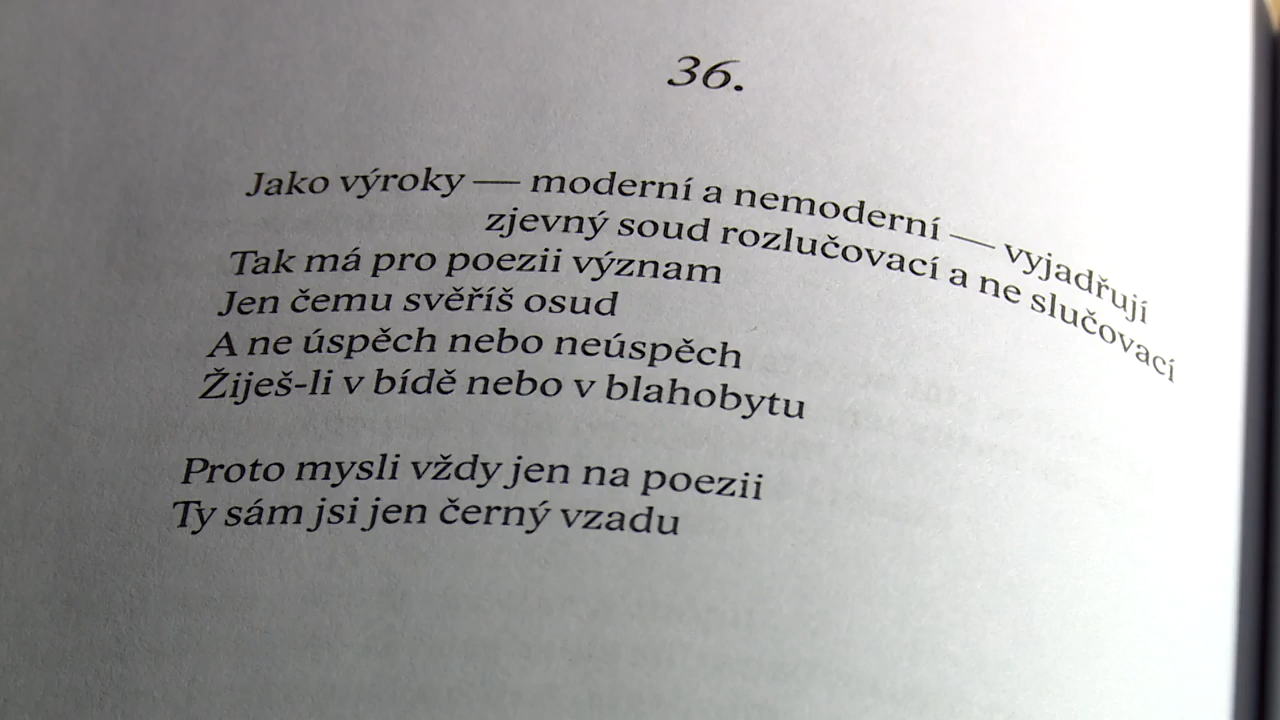 36.
Jako výroky — moderní a nemoderní — vyjadřují
zjevný soud rozlučovací a ne slučovací
Tak má pro poezii význam
Jen čemu svěříš osud
A ne úspěch nebo neúspěch
Žiješ-li v bídě nebo v blahobytu
Proto mysli vždy jen na poezii
Ty sám jsi jen černý vzadu